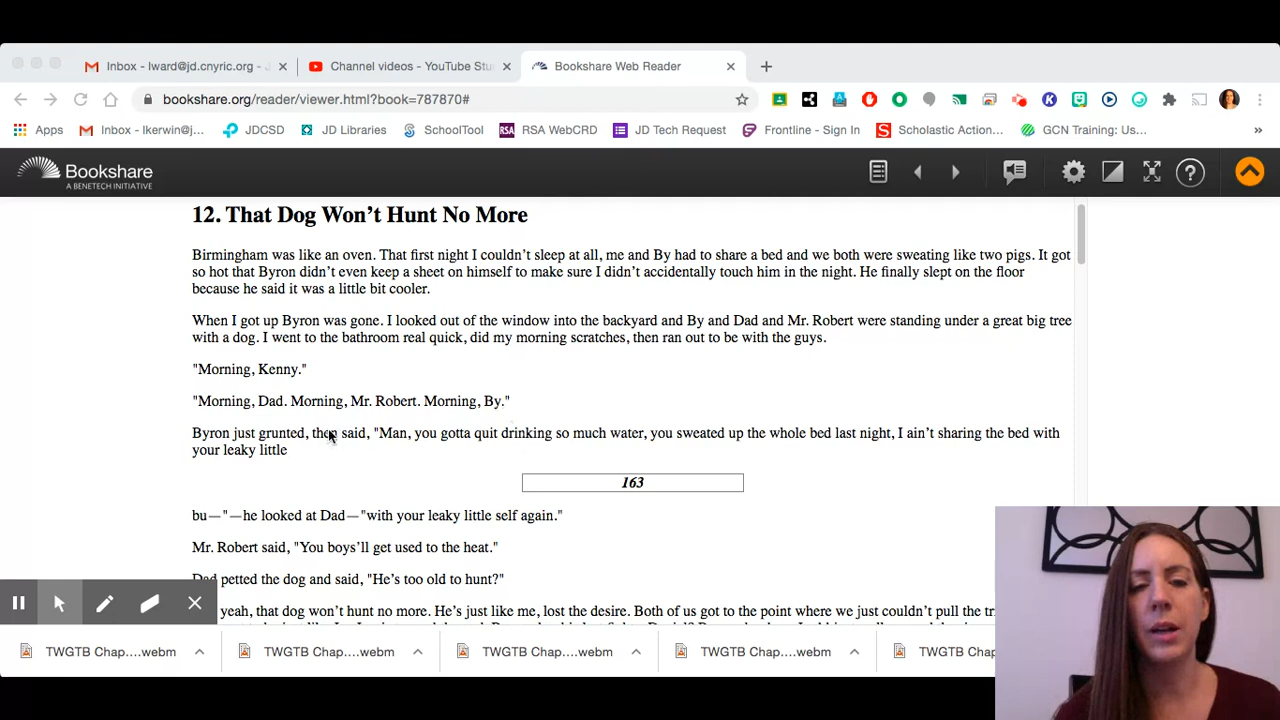 Inbox - lward@jd.cnyric.org -
Channel videos - YouTube Stu
Bookshare Web Reader
bookshare.org/reader/viewer.html?book=787870#
Apps
Inbox - lkerwin@j...
JDCSD
JD Libraries
SchoolTool
RSA WebCRD
JD Tech Request
Frontline - Sign In
Scholastic Action...
GCN Training: Us...
Bookshare
A BENETECH INITIATIVE
12. That Dog Won't Hunt No More
Birmingham was like an oven. That first night I couldn't sleep at all, me and By had to share a bed and we both were sweating like two pigs. It got
so hot that Byron didn't even keep a sheet on himself to make sure I didn't accidentally touch him in the night. He finally slept on the floor
because he said it was a little bit cooler.
When I got up Byron was gone. I looked out of the window into the backyard and By and Dad and Mr. Robert were standing under a great big tree
with a dog. I went to the bathroom real quick, did my morning scratches, then ran out to be with the guys.
"Morning, Kenny."
"Morning, Dad. Morning, Mr. Robert. Morning, By."
Byron just grunted, then said, "Man, you gotta quit drinking so much water, you sweated up the whole bed last night, I ain't sharing the bed with
your leaky little
163
bu—"—he looked at Dad—"with your leaky little self again."
Mr. Robert said, "You boys'll get used to the heat."
Dad petted the dog and said, "He's too old to hunt?"
yeah, that dog won't hunt no more. He's just like me, lost the desire. Both of us got to the point where we just couldn't pull the
TWGTB Chap....webm
TWGTB Chap....webm
TWGTB Chap....webm
TWGTB Chap....webm
TWGTB Chap